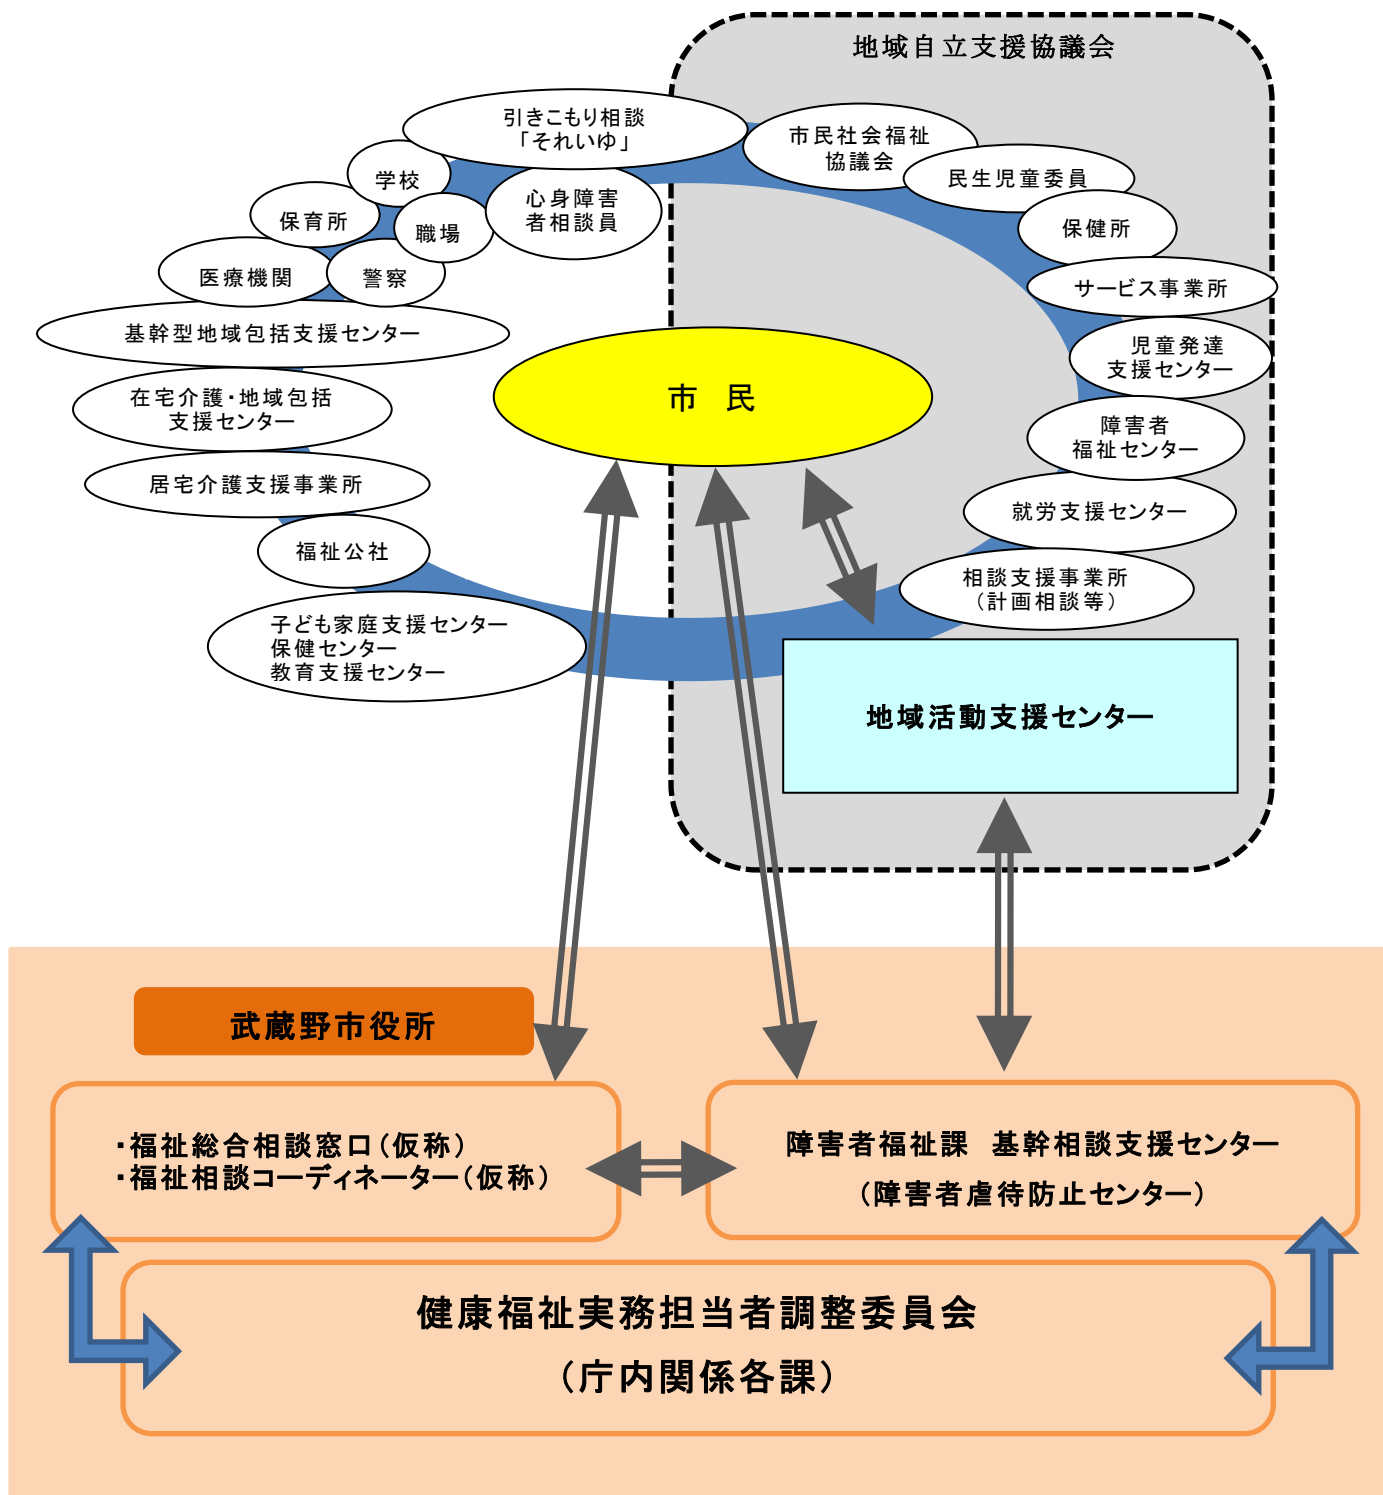 地域自立支援協議会
引きこもり相談
「それいゆ」
市民社会福祉
協議会
民生児童委員
学校
心身障害
者相談員
保育所
職場
保健所
医療機関
警察
サービス事業所
基幹型地域包括支援センター
児童発達
支援センター
市　民
在宅介護・地域包括
支援センター
障害者
福祉センター
居宅介護支援事業所
就労支援センター
福祉公社
相談支援事業所
（計画相談等）
子ども家庭支援センター
保健センター
教育支援センター
地域活動支援センター
武蔵野市役所
・福祉総合相談窓口（仮称）
・福祉相談コーディネーター（仮称）
障害者福祉課　基幹相談支援センター
（障害者虐待防止センター）
健康福祉実務担当者調整委員会
（庁内関係各課）